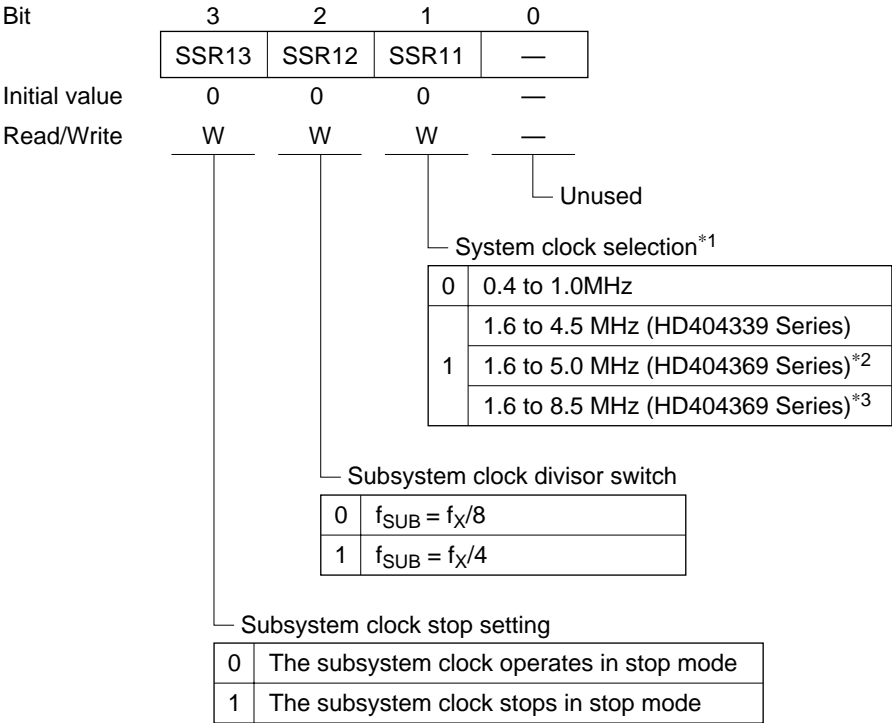 Bit 3 2 1 0
SSR13 SSR12 SSR11 —
Initial value 0 0 0 —
Read/Write W W W —
Unused
System clock selection*1
0 0.4 to 1.0MHz
1.6 to 4.5 MHz (HD404339 Series)
1 1.6 to 5.0 MHz (HD404369 Series)*2
1.6 to 8.5 MHz (HD404369 Series)*3
Subsystem clock divisor switch
0 fSUB = fX/8
1 fSUB = fX/4
Subsystem clock stop setting
0 The subsystem clock operates in stop mode
1 The subsystem clock stops in stop mode